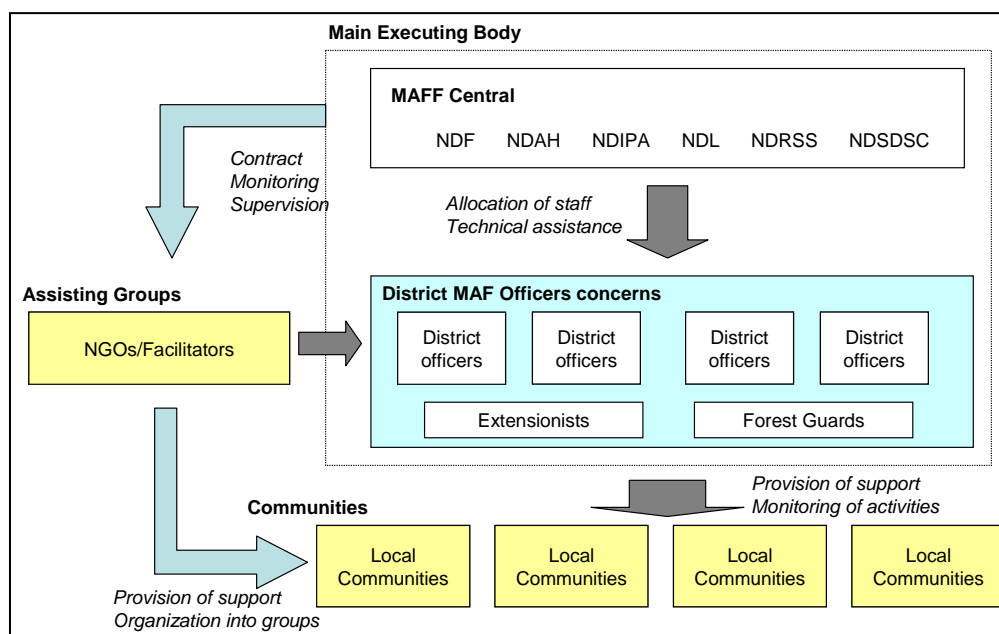 Main Executing Body
MAFF Central
NDF NDAH NDIPA NDL NDRSS NDSDSC
Contract
Monitoring
Supervision
Allocation of staff
Technical assistance
Assisting Groups
NGOs/Facilitators
District MAF Officers concerns
District
officers
District
officers
District
officers
District
officers
Extensionists
Forest Guards
Provision of support
Monitoring of activities
Communities
Local
Communities
Local
Communities
Local
Communities
Local
Communities
Provision of support
Organization into groups